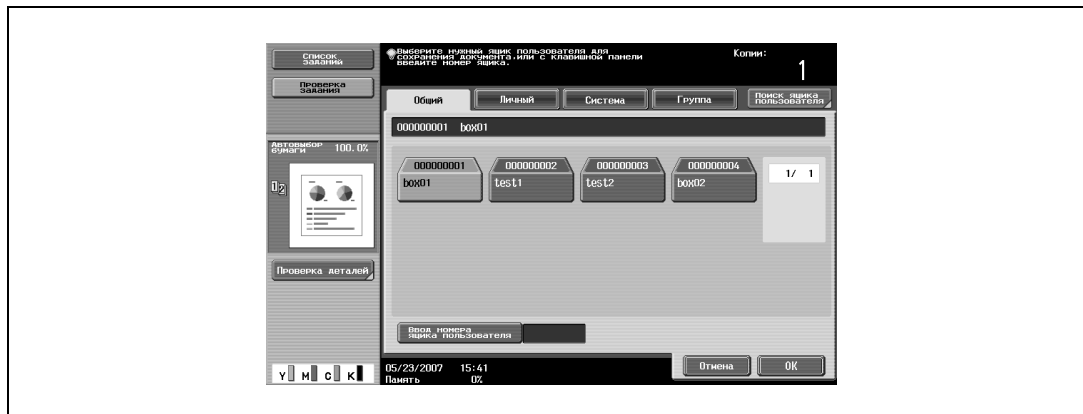 Список
заданий
Проверка
задания
Автовыбор
бумаги 100.0%
12
Проверка деталей
Y M C K
Выберите нужный ящик пользователя для
сохранения документа,или с клавишной панели
введите номер ящика.
Копии:
1
Общий Личный Система Группа
Поиск ящика
пользователя
000000001 box01
000000001 000000002 000000003 000000004
box01 test1 test2 box02
1/ 1
Ввод номера
ящика пользователя
05/23/2007 15:41
Память 0%
Отмена OK